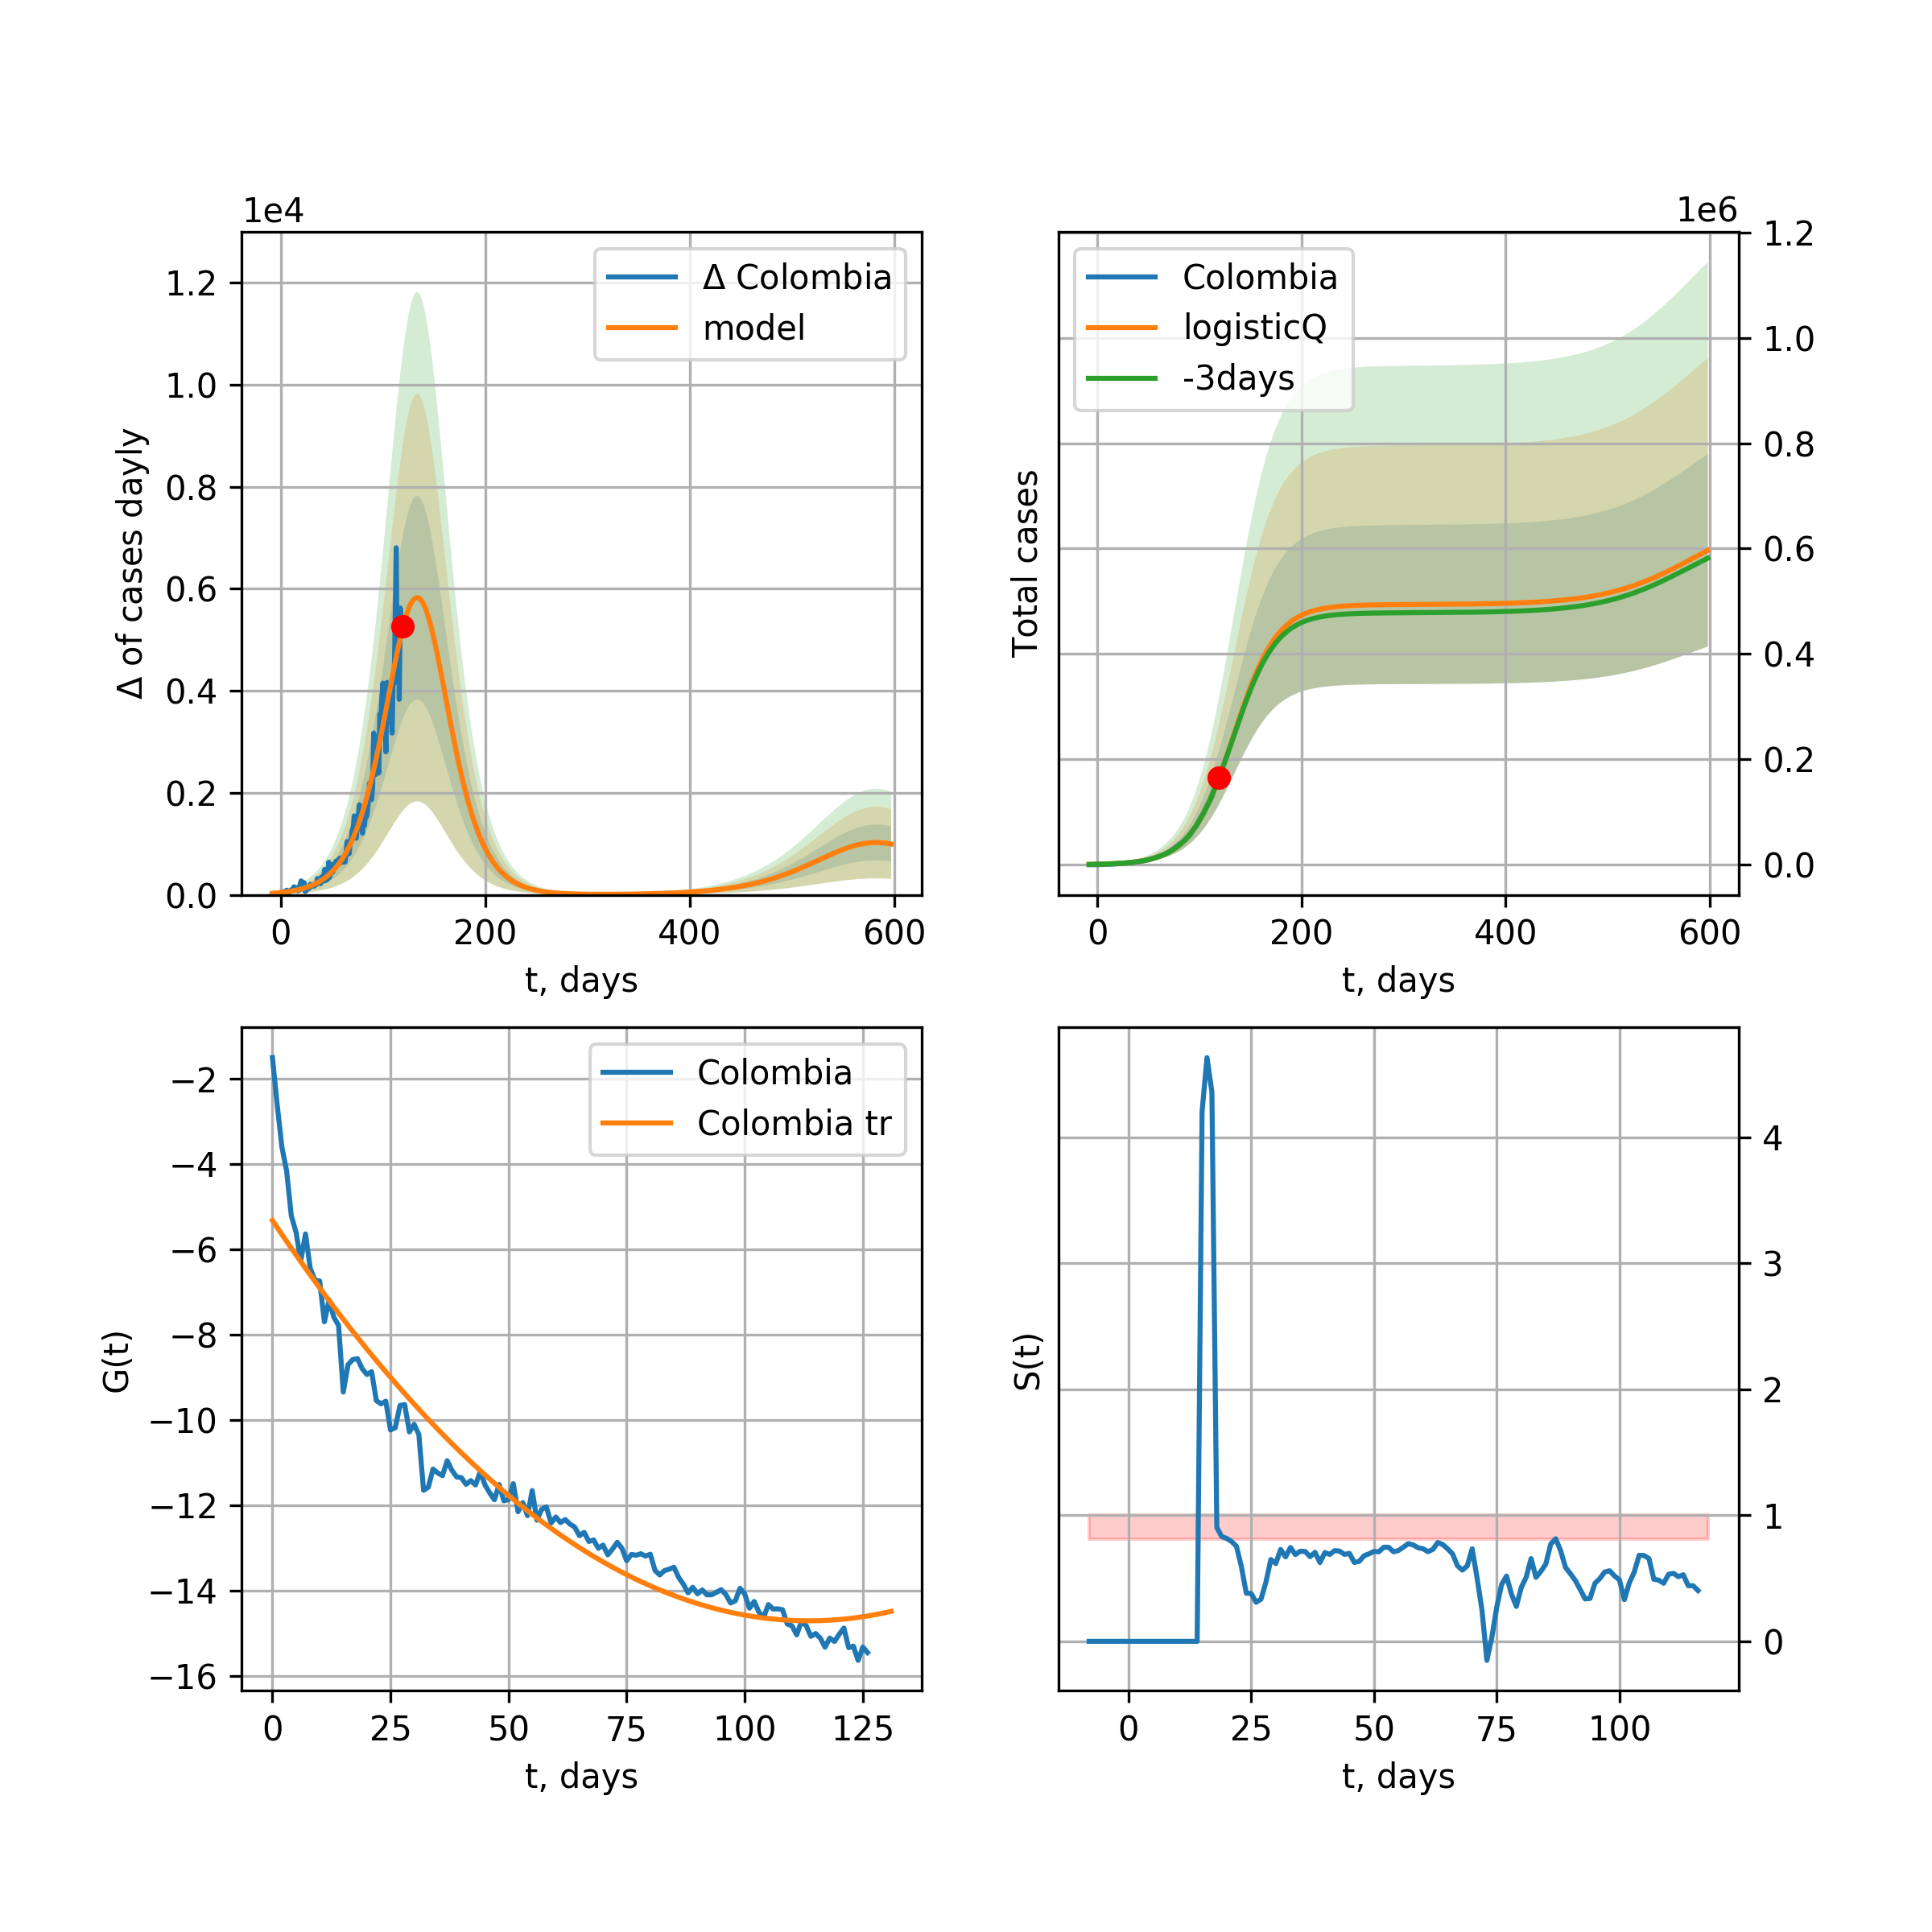 1e4
Δ of cases dayly
1.2
1.0
0.8
0.6
0.4
0.2
0.0
Δ Colombia
model
0 200 400 600
t, days
1e6
Total cases
Colombia
logisticQ
-3days
1.2
1.0
0.8
0.6
0.4
0.2
0.0
0 200 400 600
t, days
G(t)
−2
−4
−6
−8
−10
−12
−14
−16
Colombia
Colombia tr
0 25 50 75 100 125
t, days
S(t)
4
3
2
1
0
0 25 50 75 100
t, days